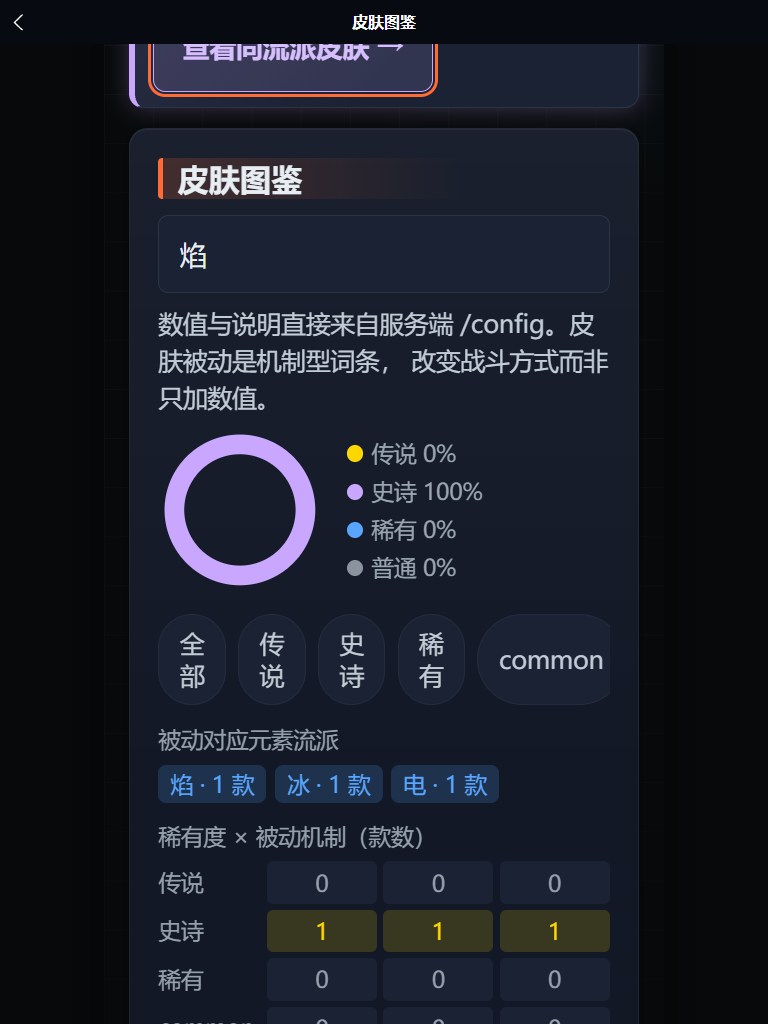 皮肤图鉴
查看同流派皮肤 →
皮肤图鉴
焰
数值与说明直接来自服务端 /config。皮
肤被动是机制型词条， 改变战斗方式而非
只加数值。
传说 0%
史诗 100%
稀有 0%
普通 0%
全部
传说
史诗
稀有
common
被动对应元素流派
焰 · 1 款 冰 · 1 款 电 · 1 款
稀有度 × 被动机制（款数）
传说 0 0 0
史诗 1 1 1
稀有 0 0 0
common 0 0 0